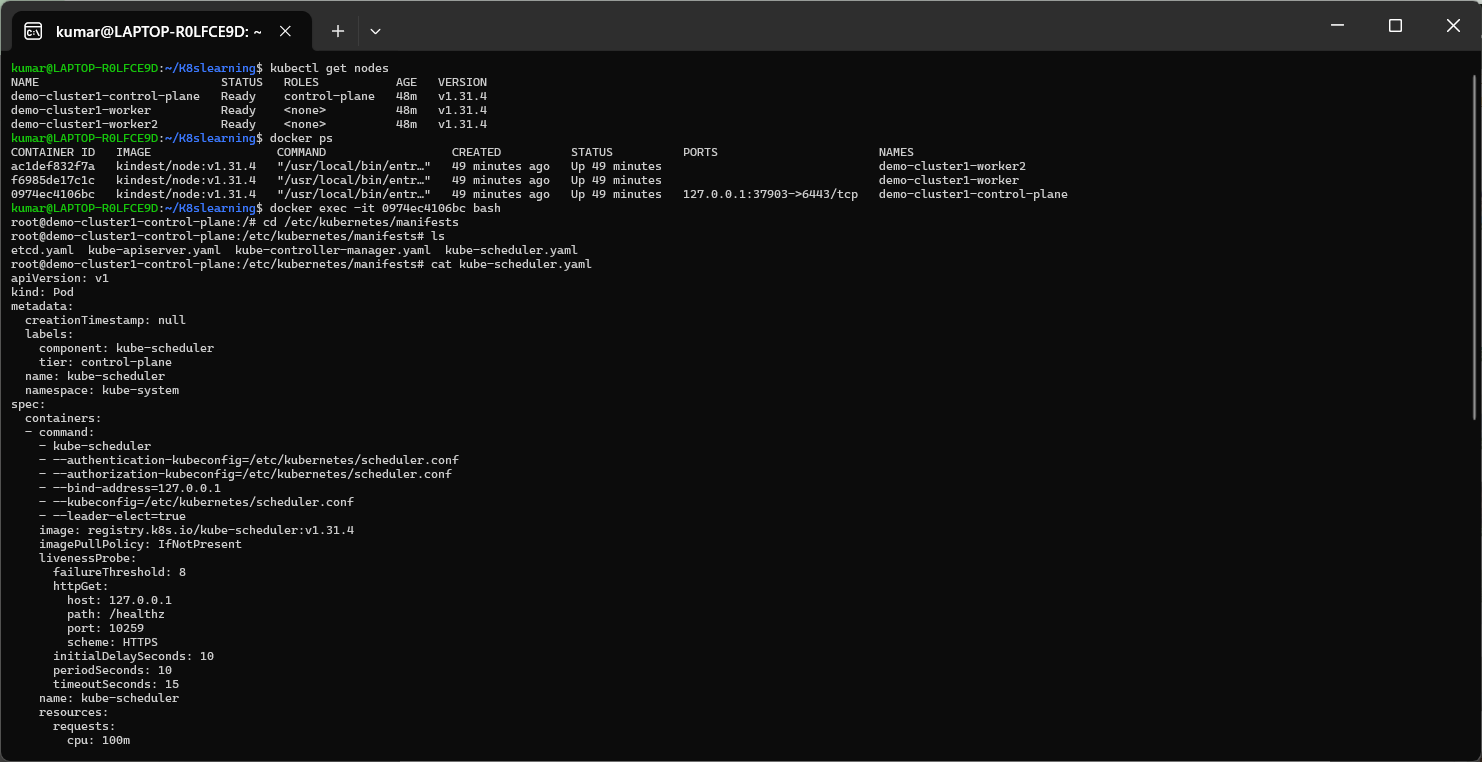 kumar@LAPTOP-R0LFCE9D: ~
kumar@LAPTOP-R0LFCE9D:~/K8slearning$ kubectl get nodes
NAME                          STATUS   ROLES           AGE   VERSION
demo-cluster1-control-plane   Ready    control-plane   48m   v1.31.4
demo-cluster1-worker          Ready    <none>          48m   v1.31.4
demo-cluster1-worker2         Ready    <none>          48m   v1.31.4
kumar@LAPTOP-R0LFCE9D:~/K8slearning$ docker ps
CONTAINER ID   IMAGE                  COMMAND                  CREATED          STATUS          PORTS                       NAMES
ac1def832f7a   kindest/node:v1.31.4   "/usr/local/bin/entr…"   49 minutes ago   Up 49 minutes                               demo-cluster1-worker2
f6985de17c1c   kindest/node:v1.31.4   "/usr/local/bin/entr…"   49 minutes ago   Up 49 minutes                               demo-cluster1-worker
0974ec4106bc   kindest/node:v1.31.4   "/usr/local/bin/entr…"   49 minutes ago   Up 49 minutes   127.0.0.1:37903->6443/tcp   demo-cluster1-control-plane
kumar@LAPTOP-R0LFCE9D:~/K8slearning$ docker exec -it 0974ec4106bc bash
root@demo-cluster1-control-plane:/# cd /etc/kubernetes/manifests
root@demo-cluster1-control-plane:/etc/kubernetes/manifests# ls
etcd.yaml  kube-apiserver.yaml  kube-controller-manager.yaml  kube-scheduler.yaml
root@demo-cluster1-control-plane:/etc/kubernetes/manifests# cat kube-scheduler.yaml
apiVersion: v1
kind: Pod
metadata:
  creationTimestamp: null
  labels:
    component: kube-scheduler
    tier: control-plane
  name: kube-scheduler
  namespace: kube-system
spec:
  containers:
  - command:
    - kube-scheduler
    - --authentication-kubeconfig=/etc/kubernetes/scheduler.conf
    - --authorization-kubeconfig=/etc/kubernetes/scheduler.conf
    - --bind-address=127.0.0.1
    - --kubeconfig=/etc/kubernetes/scheduler.conf
    - --leader-elect=true
    image: registry.k8s.io/kube-scheduler:v1.31.4
    imagePullPolicy: IfNotPresent
    livenessProbe:
      failureThreshold: 8
      httpGet:
        host: 127.0.0.1
        path: /healthz
        port: 10259
        scheme: HTTPS
      initialDelaySeconds: 10
      periodSeconds: 10
      timeoutSeconds: 15
    name: kube-scheduler
    resources:
      requests:
        cpu: 100m